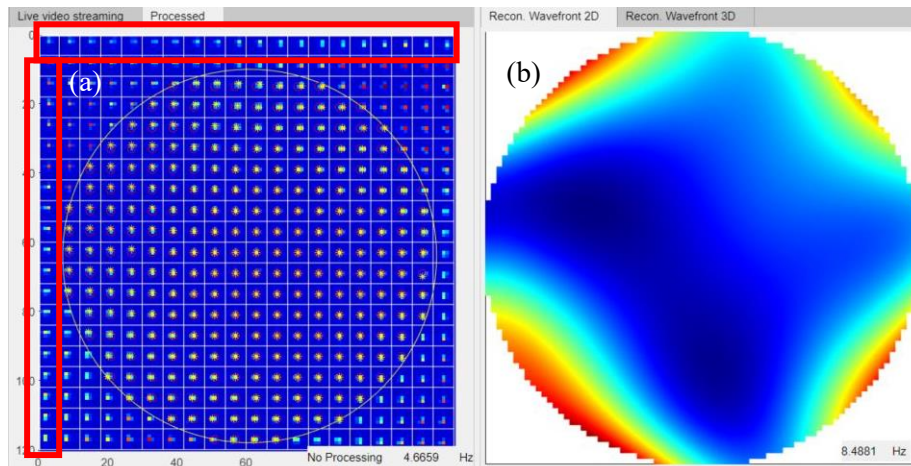 Live video streaming Processed
Recon. Wavefront 2D Recon. Wavefront 3D
(a)
(b)
0
20
40
60
80
100
120
0 20 40 60
No Processing 4.6659 Hz
8.4881 Hz